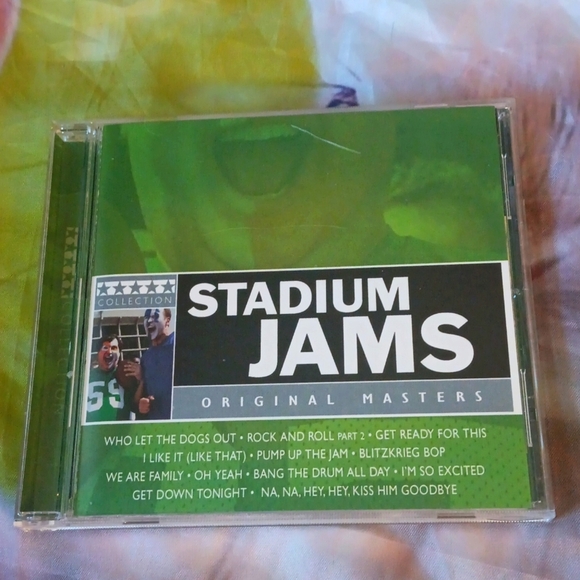 COLLECTION
STADIUM
JAMS
ORIGINAL MASTERS
59
WHO LET THE DOGS OUT • ROCK AND ROLL PART 2 • GET READY FOR THIS
I LIKE IT (LIKE THAT) • PUMP UP THE JAM • BLITZKRIEG BOP
WE ARE FAMILY • OH YEAH • BANG THE DRUM ALL DAY • I'M SO EXCITED
GET DOWN TONIGHT • NA, NA, HEY, HEY, KISS HIM GOODBYE